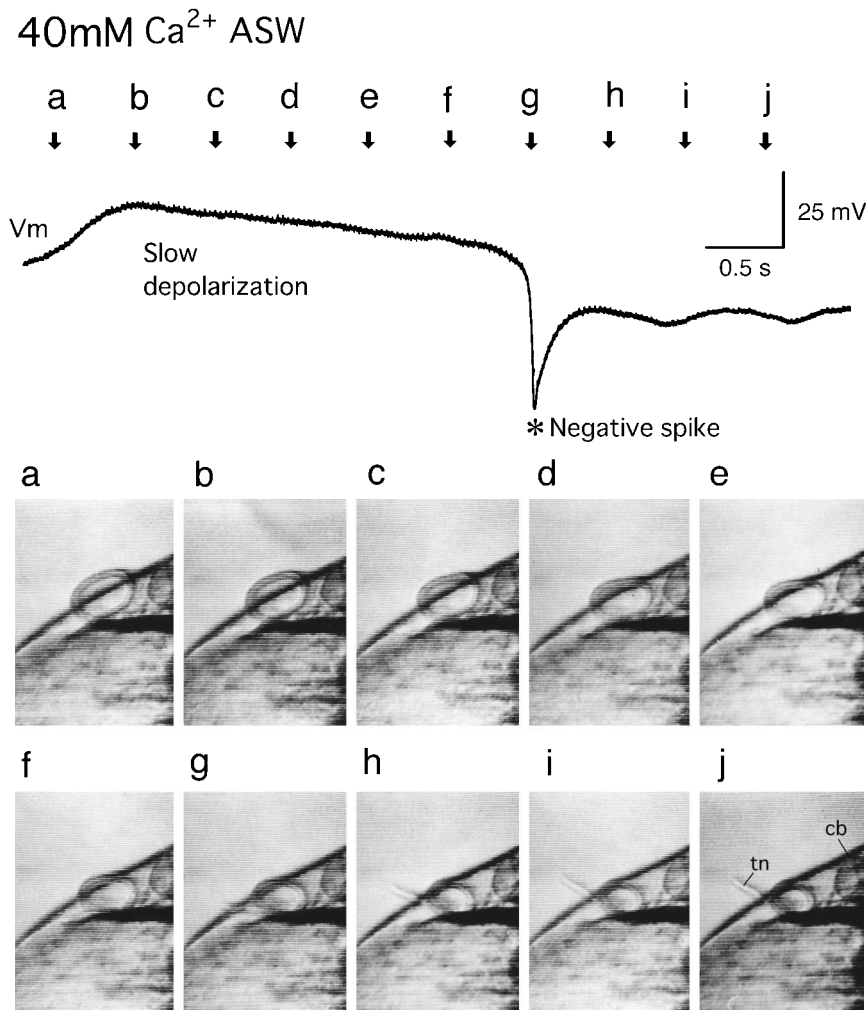 40mM Ca²⁺ ASW
a b c d e f g h i j
Vm
25 mV
Slow
depolarization
0.5 s
* Negative spike
a b c d e
f g h i j
cb
tn